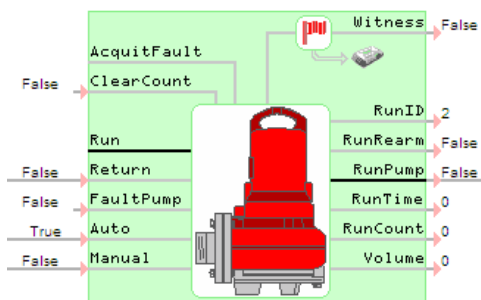 Witness False
AcquitFault
False ClearCount
RunID 2
Run RunRearm False
False Return RunPump False
False FaultPump RunTime 0
True Auto RunCount 0
False Manual Volume 0